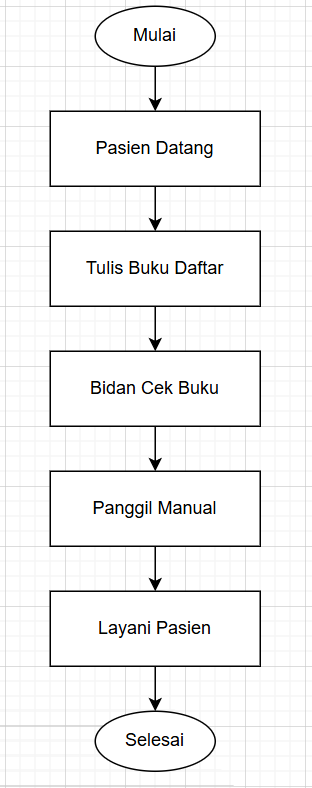 Mulai
Pasien Datang
Tulis Buku Daftar
Bidan Cek Buku
Panggil Manual
Layani Pasien
Selesai